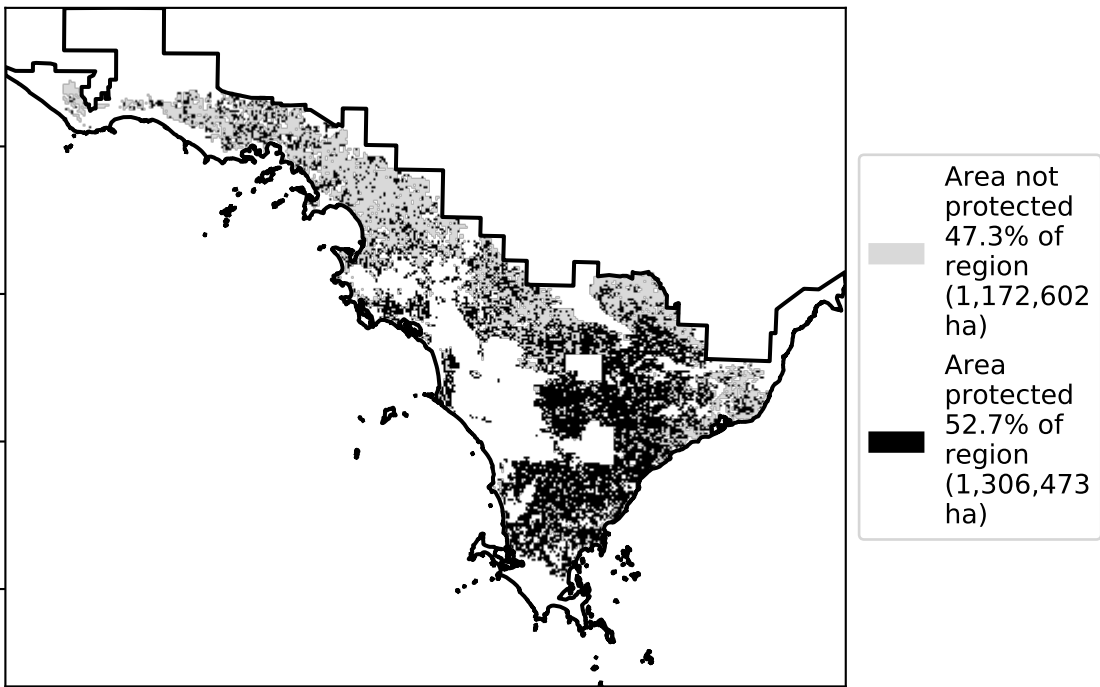 Area not
protected
47.3% of
region
(1,172,602
ha)
Area
protected
52.7% of
region
(1,306,473
ha)